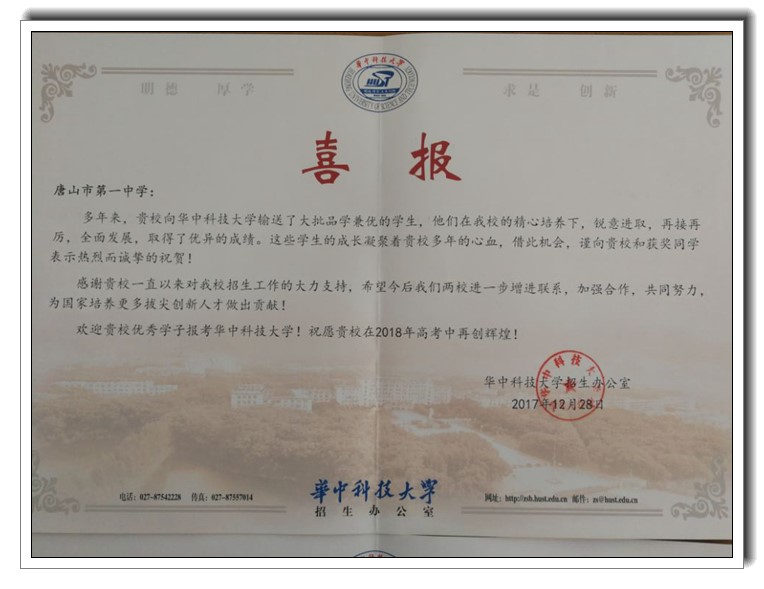 華中科技大学
HUAZHONG UNIVERSITY OF SCIENCE AND TECHNOLOGY
明德 厚学
求是 创新
喜报
唐山市第一中学：
多年来，贵校向华中科技大学输送了大批品学兼优的学生，他们在我校的精心培养下，锐意进取，再接再
厉，全面发展，取得了优异的成绩。这些学生的成长凝聚着贵校多年的心血，借此机会，谨向贵校和获奖同学
表示热烈而诚挚的祝贺！
感谢贵校一直以来对我校招生工作的大力支持，希望今后我们两校进一步增进联系，加强合作，共同努力，
为国家培养更多拔尖创新人才做出贡献！
欢迎贵校优秀学子报考华中科技大学！祝愿贵校在2018年高考中再创辉煌！
华中科技大学招生办公室
2017年12月28日
电话：027-87542228 传真：027-87557014
華中科技大学
招生办公室
网址：http://zsb.hust.edu.cn 邮件：zs@hust.edu.cn